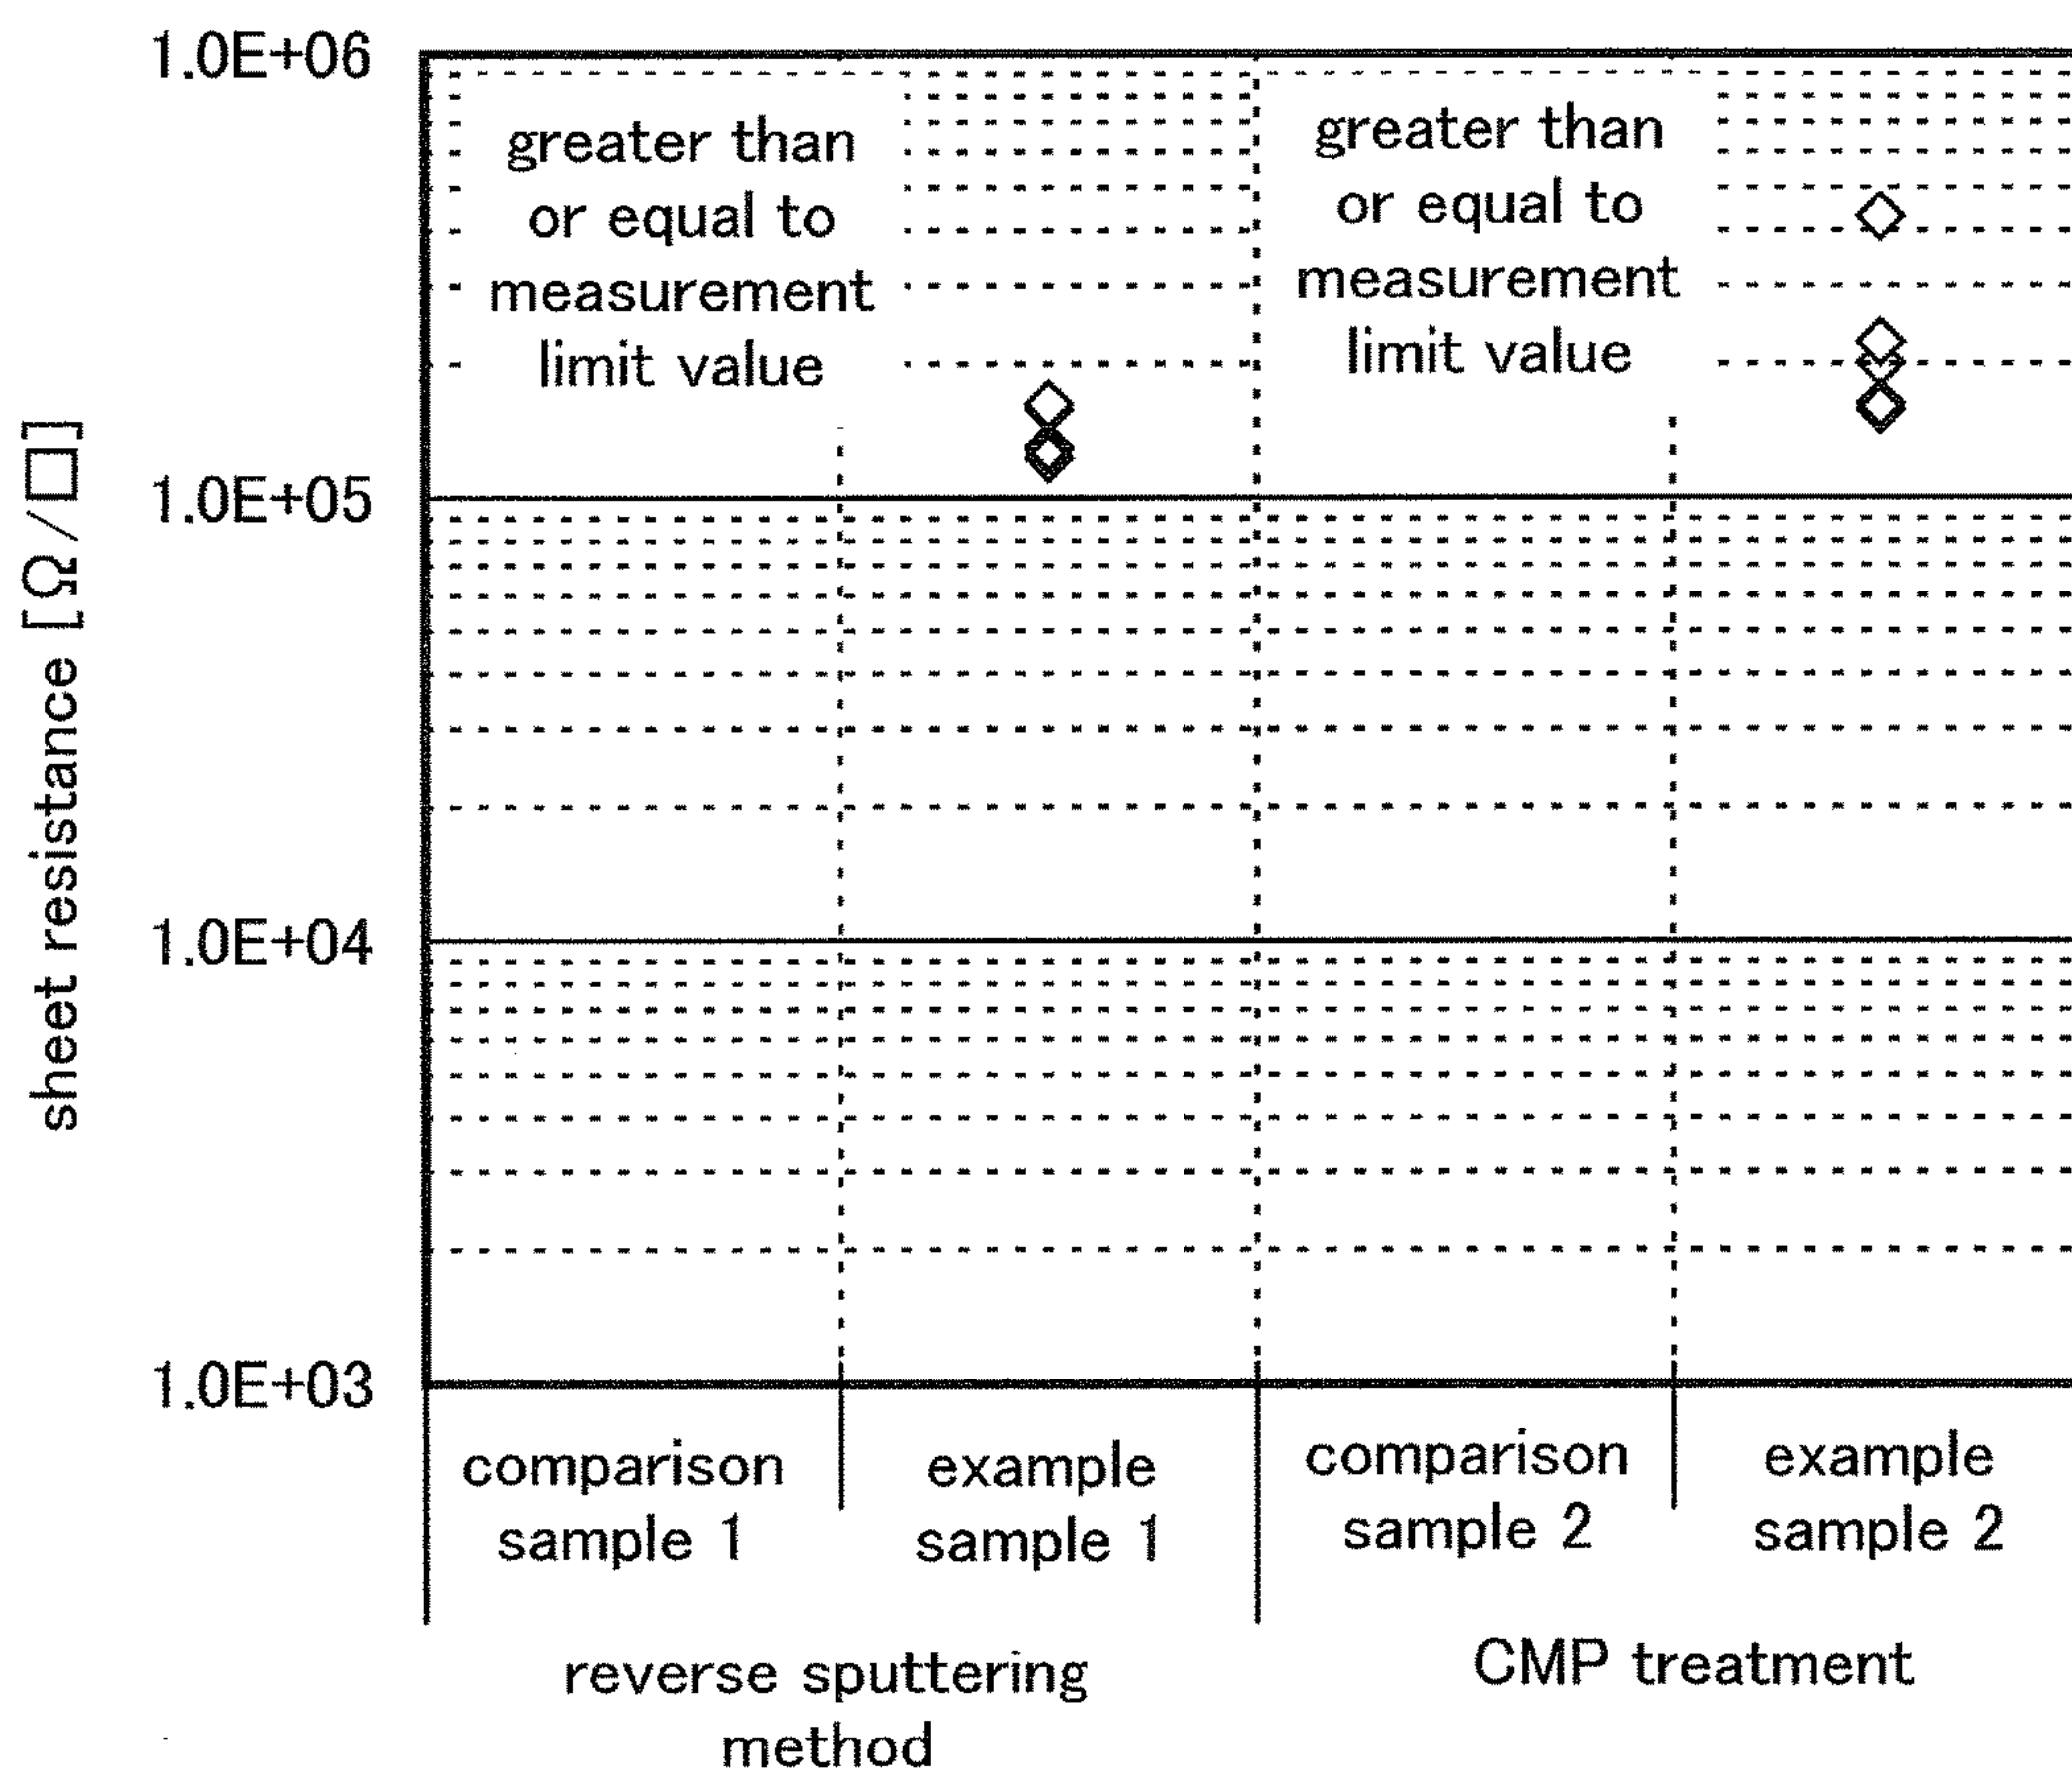 1.0E+06
1.0E+05
1.0E+04
1.0E+03
sheet resistance [Ω/□]
greater than
or equal to
measurement
limit value
greater than
or equal to
measurement
limit value
comparison
sample 1
example
sample 1
comparison
sample 2
example
sample 2
reverse sputtering
method
CMP treatment